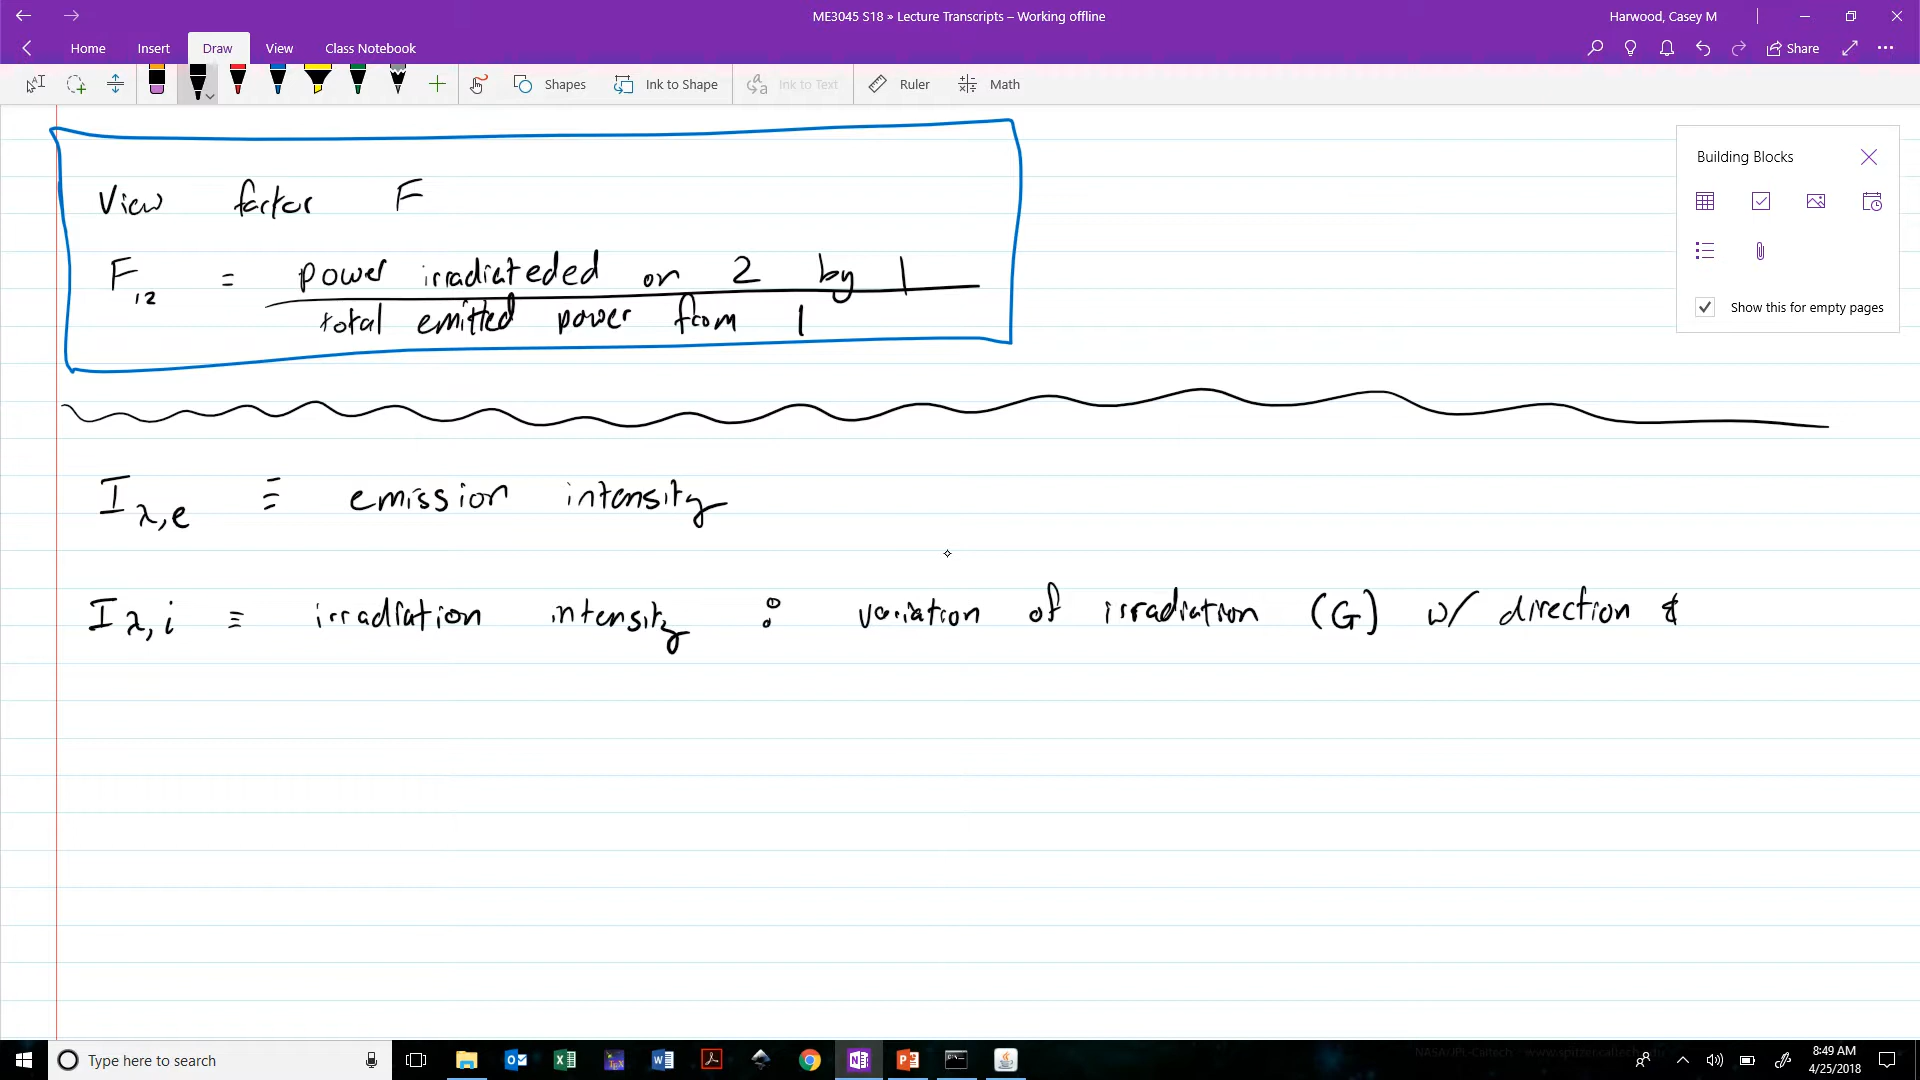 ME3045 S18 » Lecture Transcripts – Working offline
Harwood, Casey M
Home Insert Draw View Class Notebook
Share
Shapes Ink to Shape Ink to Text Ruler Math
Building Blocks
Show this for empty pages
View factor F
F12 = power irradiateded on 2 by 1
total emitted power from 1
Iλ,e ≡ emission intensity
Iλ,i ≡ irradiation intensity : variation of irradiation (G) w/ direction &
Type here to search
8:49 AM
4/25/2018